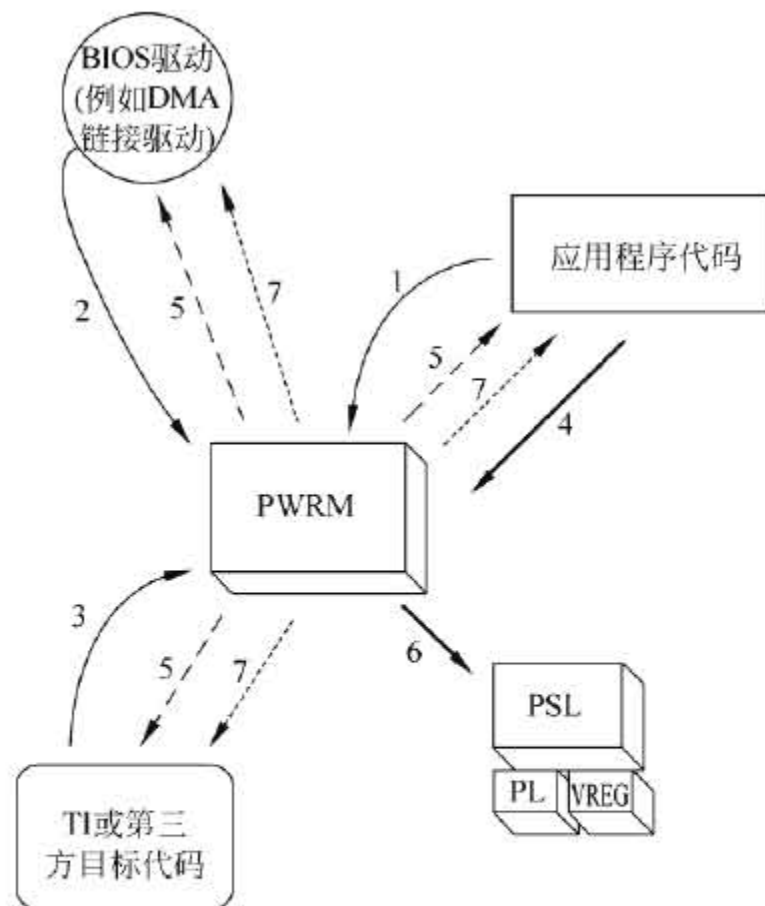 BIOS驱动
(例如DMA
链接驱动)
应用程序代码
1
2
5
7
5
7
4
PWRM
3
5
7
6
PSL
PL
VREG
TI或第三
方目标代码